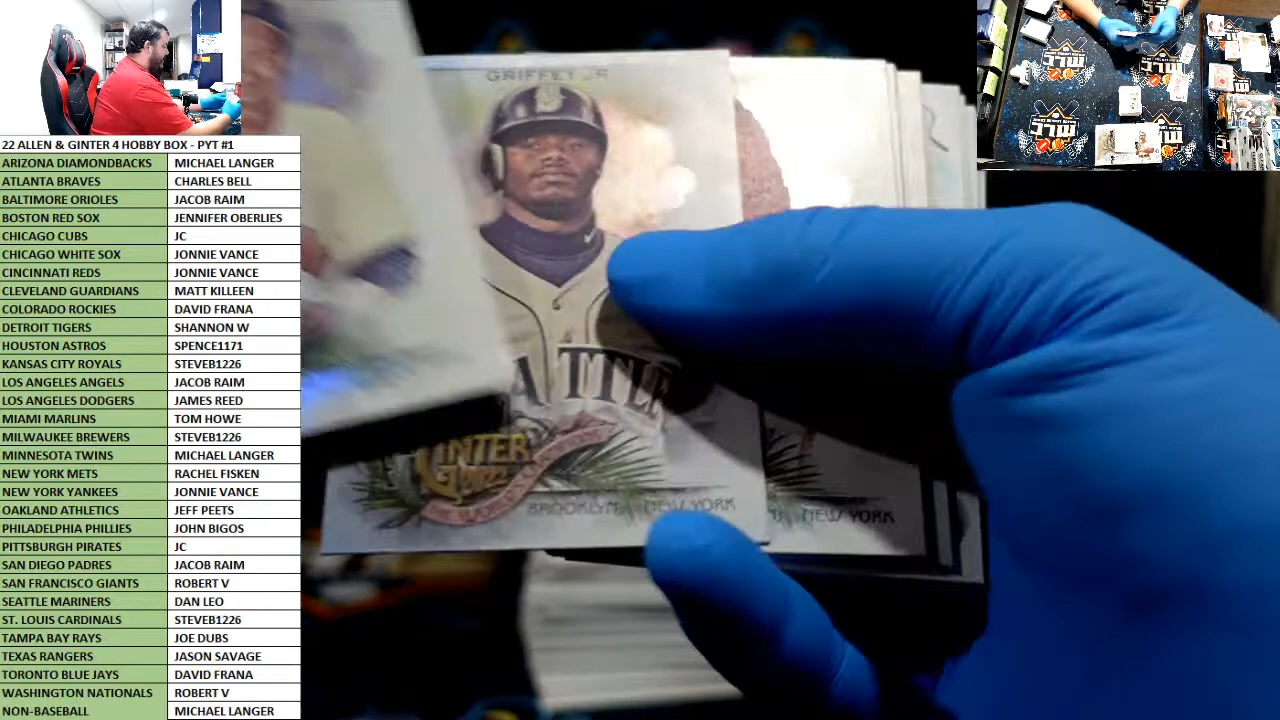 22 ALLEN & GINTER 4 HOBBY BOX - PYT #1
ARIZONA DIAMONDBACKS MICHAEL LANGER
ATLANTA BRAVES CHARLES BELL
BALTIMORE ORIOLES JACOB RAIM
BOSTON RED SOX JENNIFER OBERLIES
CHICAGO CUBS JC
CHICAGO WHITE SOX JONNIE VANCE
CINCINNATI REDS JONNIE VANCE
CLEVELAND GUARDIANS MATT KILLEEN
COLORADO ROCKIES DAVID FRANA
DETROIT TIGERS SHANNON W
HOUSTON ASTROS SPENCE1171
KANSAS CITY ROYALS STEVEB1226
LOS ANGELES ANGELS JACOB RAIM
LOS ANGELES DODGERS JAMES REED
MIAMI MARLINS TOM HOWE
MILWAUKEE BREWERS STEVEB1226
MINNESOTA TWINS MICHAEL LANGER
NEW YORK METS RACHEL FISKEN
NEW YORK YANKEES JONNIE VANCE
OAKLAND ATHLETICS JEFF PEETS
PHILADELPHIA PHILLIES JOHN BIGOS
PITTSBURGH PIRATES JC
SAN DIEGO PADRES JACOB RAIM
SAN FRANCISCO GIANTS ROBERT V
SEATTLE MARINERS DAN LEO
ST. LOUIS CARDINALS STEVEB1226
TAMPA BAY RAYS JOE DUBS
TEXAS RANGERS JASON SAVAGE
TORONTO BLUE JAYS DAVID FRANA
WASHINGTON NATIONALS ROBERT V
NON-BASEBALL MICHAEL LANGER
GRIFFEY JR
ATTLE
GINTER
BROOKLYN, NEW YORK
NEW YORK